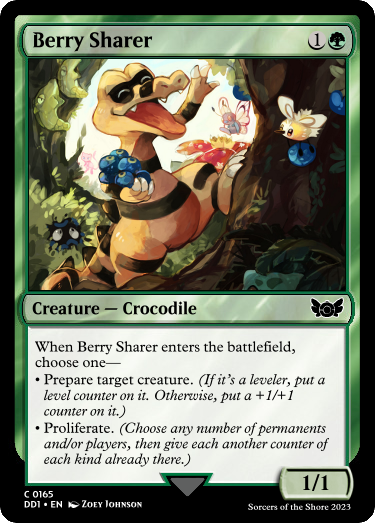 Berry Sharer 1
Creature — Crocodile
When Berry Sharer enters the battlefield,
choose one—
• Prepare target creature. (If it's a leveler, put a
level counter on it. Otherwise, put a +1/+1
counter on it.)
• Proliferate. (Choose any number of permanents
and/or players, then give each another counter of
each kind already there.)
1/1
C 0165
DD1 • EN Zoey Johnson
Sorcers of the Shore 2023